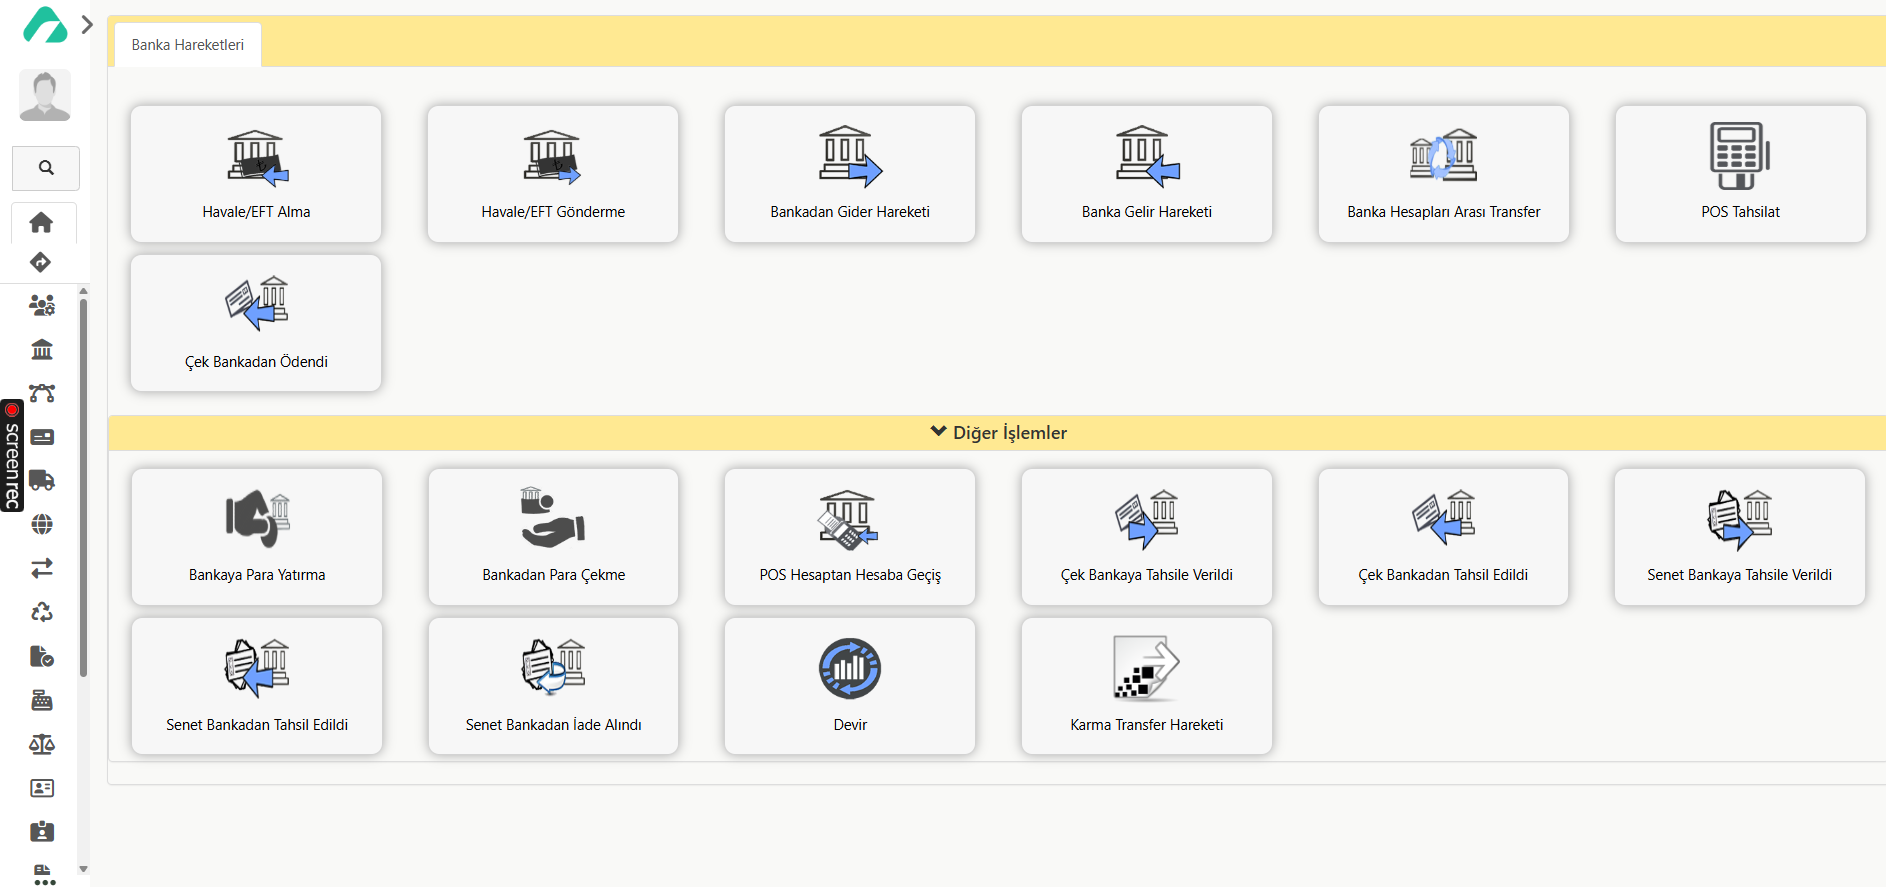 Banka Hareketleri
Havale/EFT Alma
Havale/EFT Gönderme
Bankadan Gider Hareketi
Banka Gelir Hareketi
Banka Hesapları Arası Transfer
POS Tahsilat
Çek Bankadan Ödendi
Diğer İşlemler
Bankaya Para Yatırma
Bankadan Para Çekme
POS Hesaptan Hesaba Geçiş
Çek Bankaya Tahsile Verildi
Çek Bankadan Tahsil Edildi
Senet Bankaya Tahsile Verildi
Senet Bankadan Tahsil Edildi
Senet Bankadan İade Alındı
Devir
Karma Transfer Hareketi
screenrec